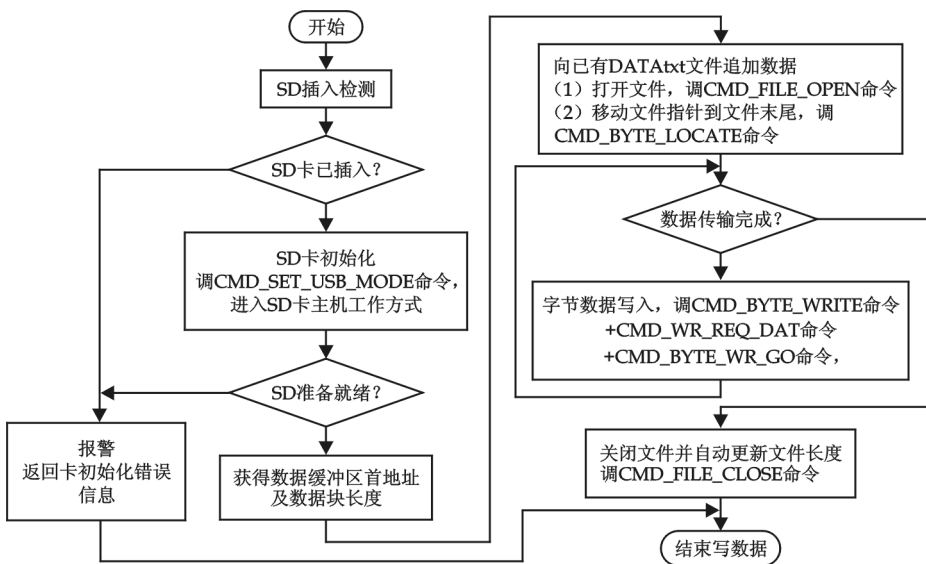 开始
SD插入检测
SD卡已插入？
SD卡初始化
调CMD_SET_USB_MODE命令，
进入SD卡主机工作方式
SD准备就绪？
报警
返回卡初始化错误
信息
获得数据缓冲区首地址
及数据块长度
向已有DATAtxt文件追加数据
（1）打开文件，调CMD_FILE_OPEN命令
（2）移动文件指针到文件末尾，调
CMD_BYTE_LOCATE命令
数据传输完成？
字节数据写入，调CMD_BYTE_WRITE命令
+CMD_WR_REQ_DAT命令
+CMD_BYTE_WR_GO命令，
关闭文件并自动更新文件长度
调CMD_FILE_CLOSE命令
结束写数据